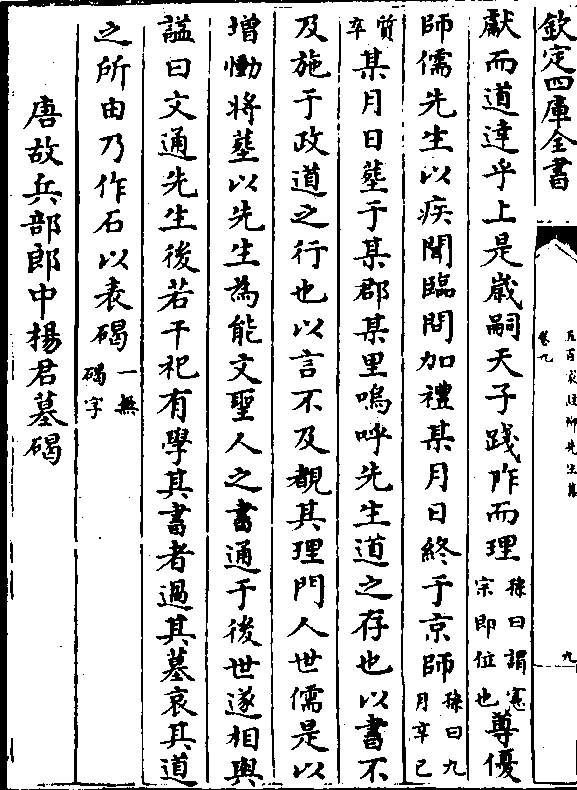 欽定四庫全書
五百家注柳先生集
卷九
九
獻而道達乎上是歲嗣天子踐阼而理孫曰謂憲宗即位也尊優
師儒先生以疾聞臨問加禮某月日終于京師孫曰九月辛已
質卒某月日塟于某郡某里嗚呼先生道之存也以書不
及施于政道之行也以言不及覩其理門人世儒是以
增慟將塟以先生為能文聖人之書通于後世遂相與
諡曰文通先生後若干祀有學其書者過其墓哀其道
之所由乃作石以表碣一無碣字
唐故兵部郎中楊君墓碣